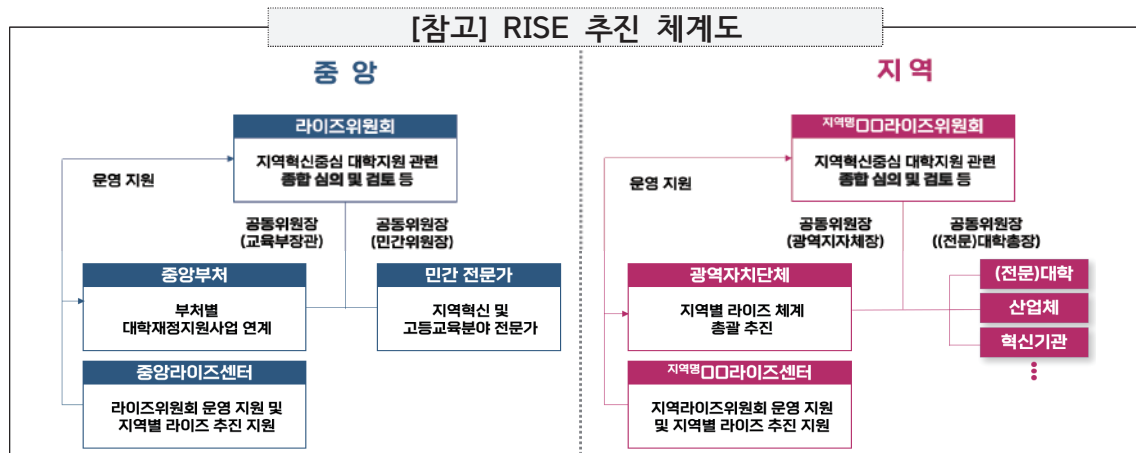 [참고] RISE 추진 체계도
중 앙
라이즈위원회
지역혁신중심 대학지원 관련
종합 심의 및 검토 등
운영 지원
공동위원장
(교육부장관)
공동위원장
(민간위원장)
중앙부처
부처별
대학재정지원사업 연계
민간 전문가
지역혁신 및
고등교육분야 전문가
중앙라이즈센터
라이즈위원회 운영 지원 및
지역별 라이즈 추진 지원
지 역
지역명□□라이즈위원회
지역혁신중심 대학지원 관련
종합 심의 및 검토 등
운영 지원
공동위원장
(광역지자체장)
공동위원장
((전문)대학총장)
광역자치단체
지역별 라이즈 체계
총괄 추진
(전문)대학
산업체
혁신기관
지역명□□라이즈센터
지역라이즈위원회 운영 지원
및 지역별 라이즈 추진 지원